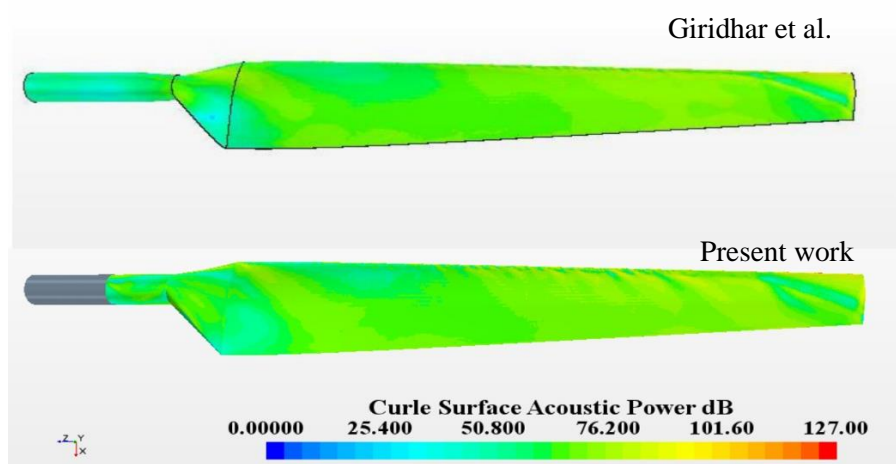 Giridhar et al.
Present work
Curle Surface Acoustic Power dB
0.00000 25.400 50.800 76.200 101.60 127.00
Z Y
X